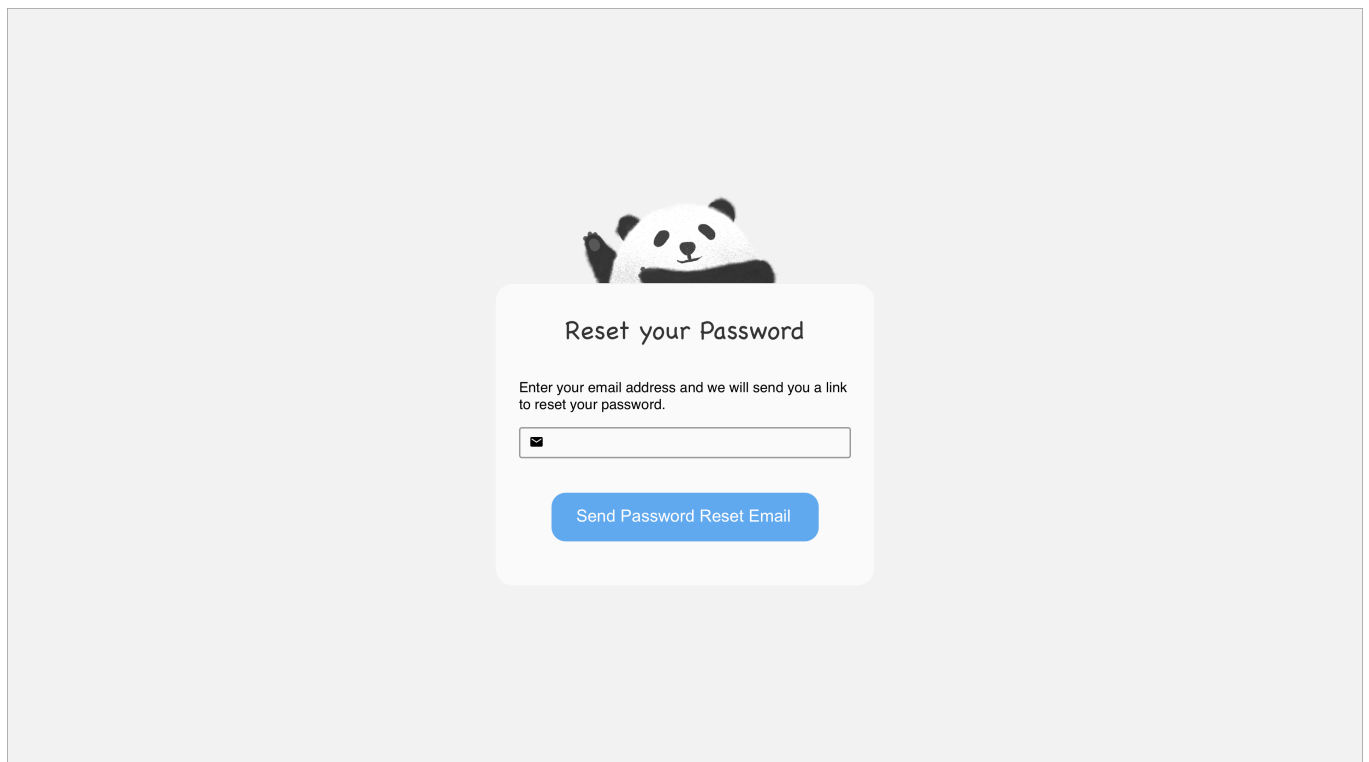 Reset your Password
Enter your email address and we will send you a link
to reset your password.
Send Password Reset Email